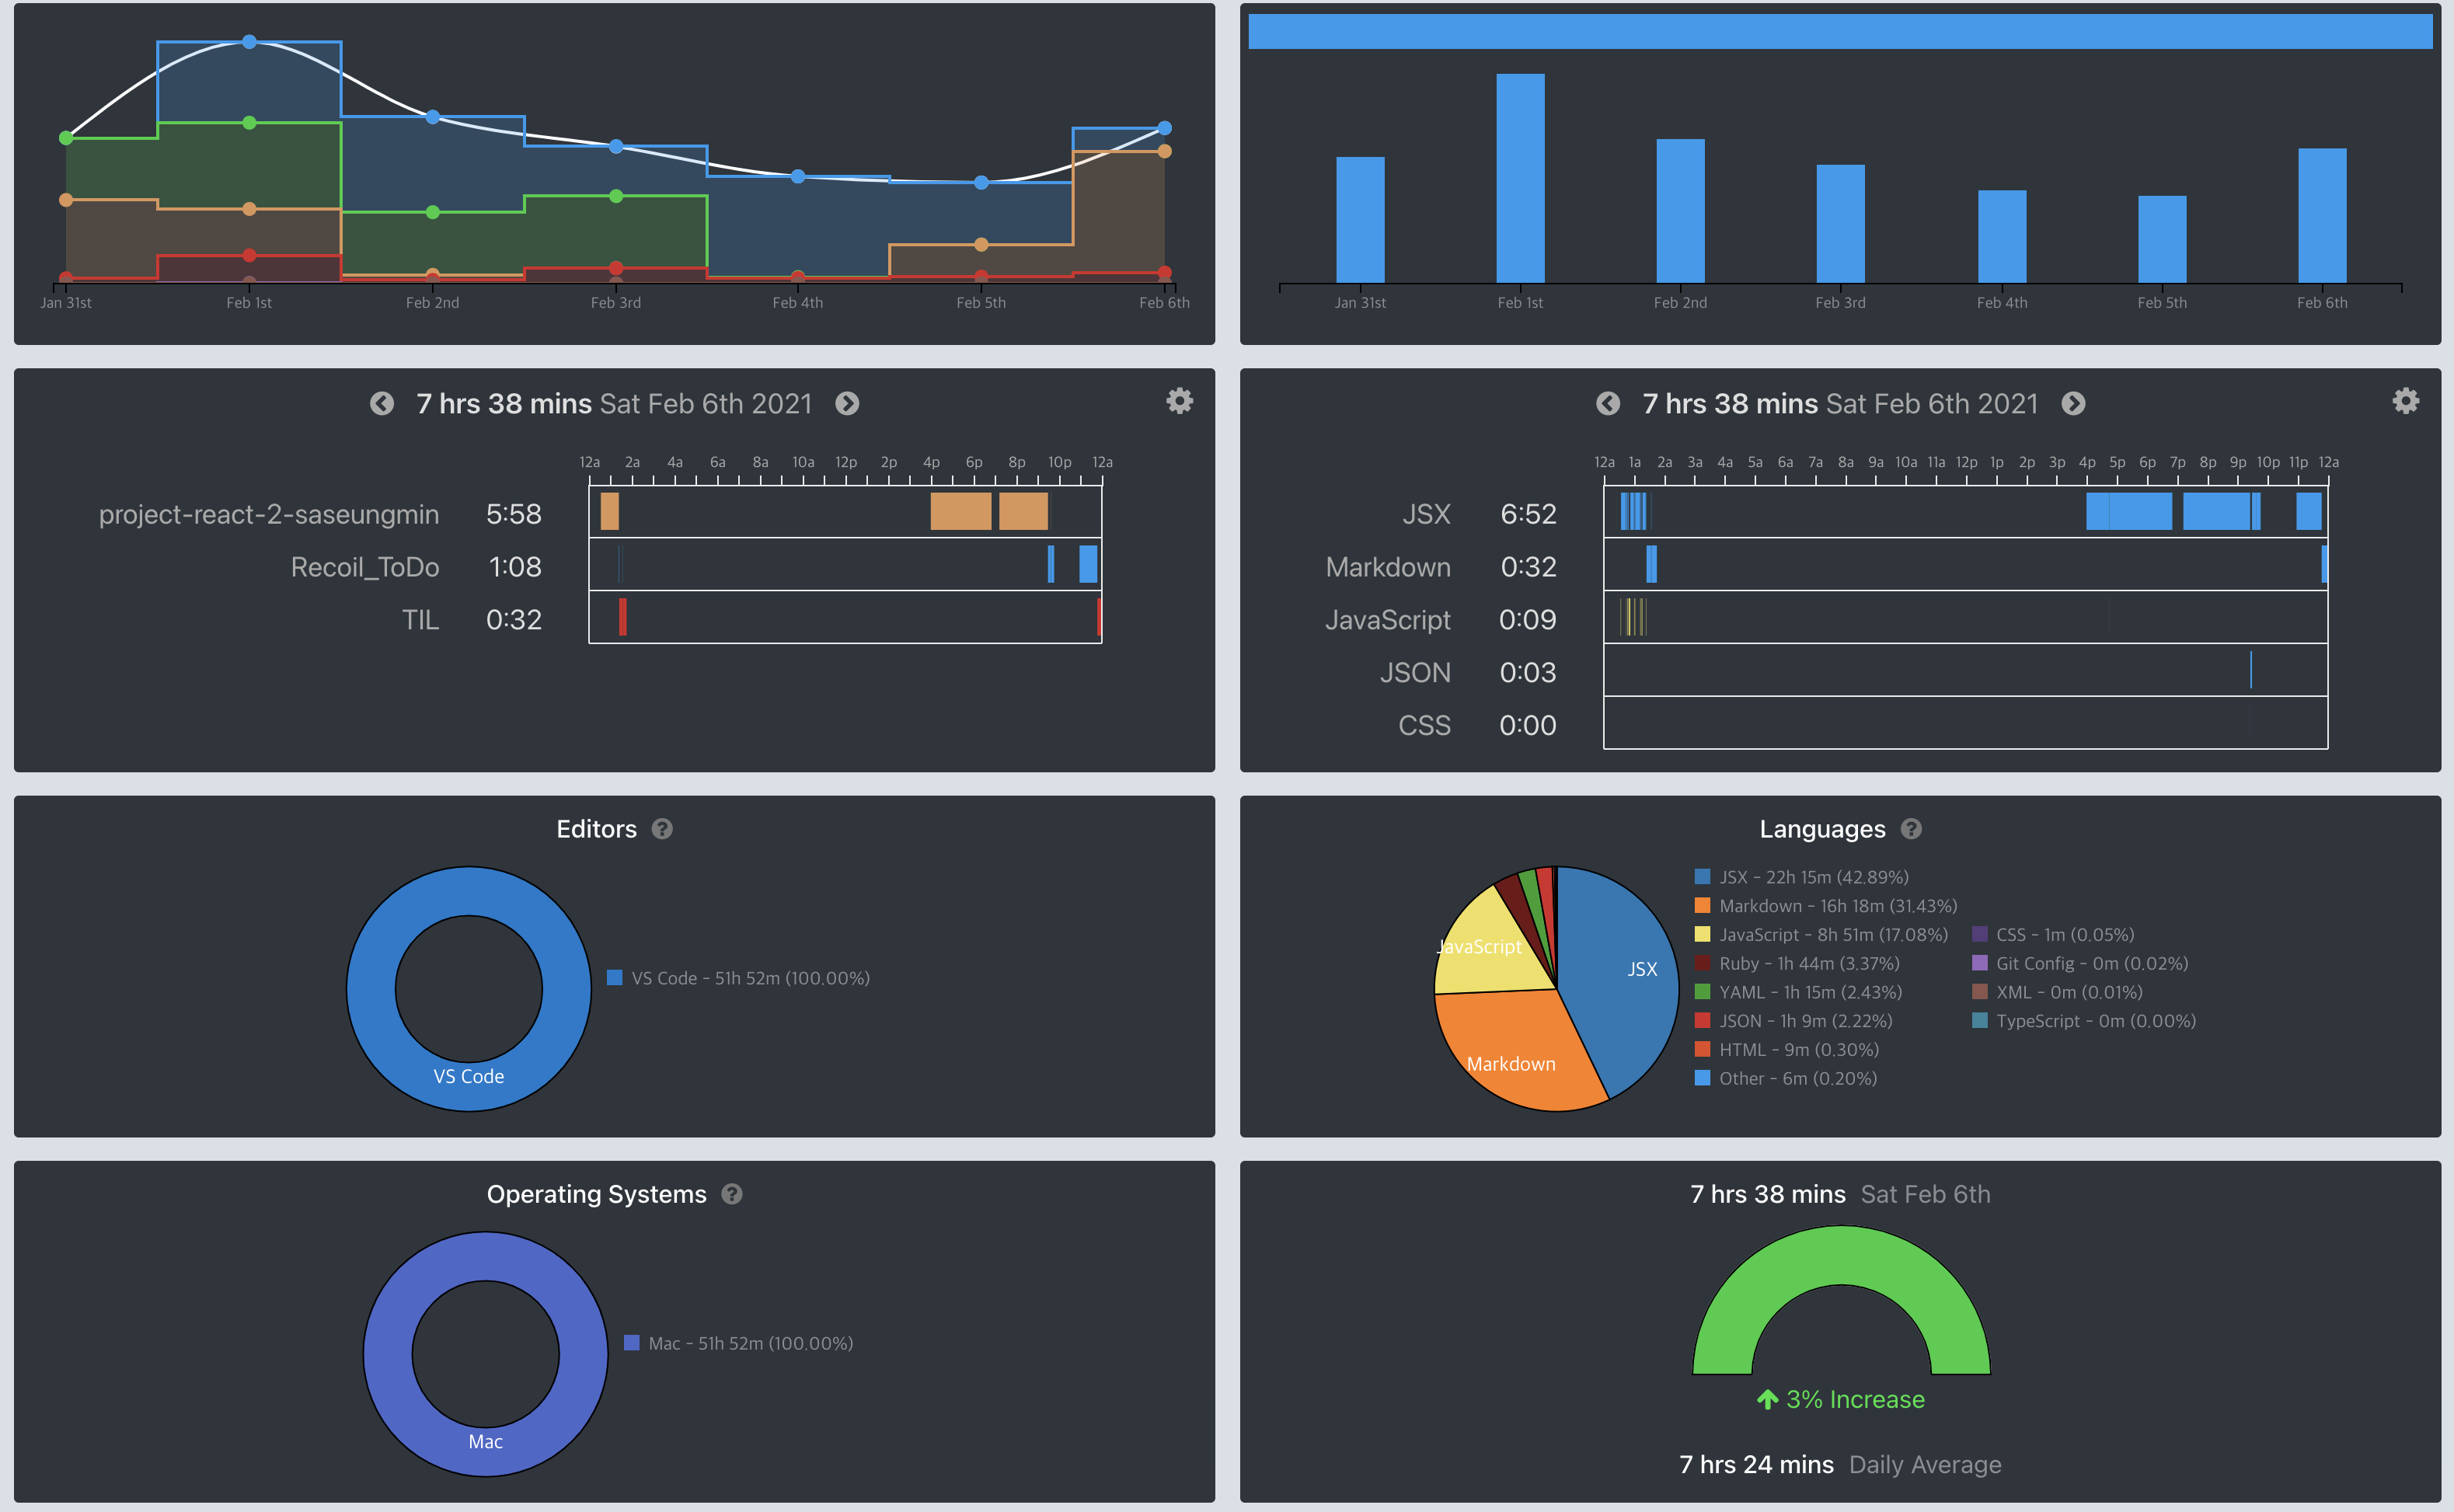 Jan 31st Feb 1st Feb 2nd Feb 3rd Feb 4th Feb 5th Feb 6th
Jan 31st Feb 1st Feb 2nd Feb 3rd Feb 4th Feb 5th Feb 6th
7 hrs 38 mins Sat Feb 6th 2021
12a 2a 4a 6a 8a 10a 12p 2p 4p 6p 8p 10p 12a
project-react-2-saseungmin 5:58
Recoil_ToDo 1:08
TIL 0:32
7 hrs 38 mins Sat Feb 6th 2021
12a 1a 2a 3a 4a 5a 6a 7a 8a 9a 10a 11a 12p 1p 2p 3p 4p 5p 6p 7p 8p 9p 10p 11p 12a
JSX 6:52
Markdown 0:32
JavaScript 0:09
JSON 0:03
CSS 0:00
Editors ?
VS Code - 51h 52m (100.00%)
VS Code
Languages ?
JavaScript
JSX
Markdown
JSX - 22h 15m (42.89%)
Markdown - 16h 18m (31.43%)
JavaScript - 8h 51m (17.08%)
Ruby - 1h 44m (3.37%)
YAML - 1h 15m (2.43%)
JSON - 1h 9m (2.22%)
HTML - 9m (0.30%)
Other - 6m (0.20%)
CSS - 1m (0.05%)
Git Config - 0m (0.02%)
XML - 0m (0.01%)
TypeScript - 0m (0.00%)
Operating Systems ?
Mac - 51h 52m (100.00%)
Mac
7 hrs 38 mins Sat Feb 6th
3% Increase
7 hrs 24 mins Daily Average